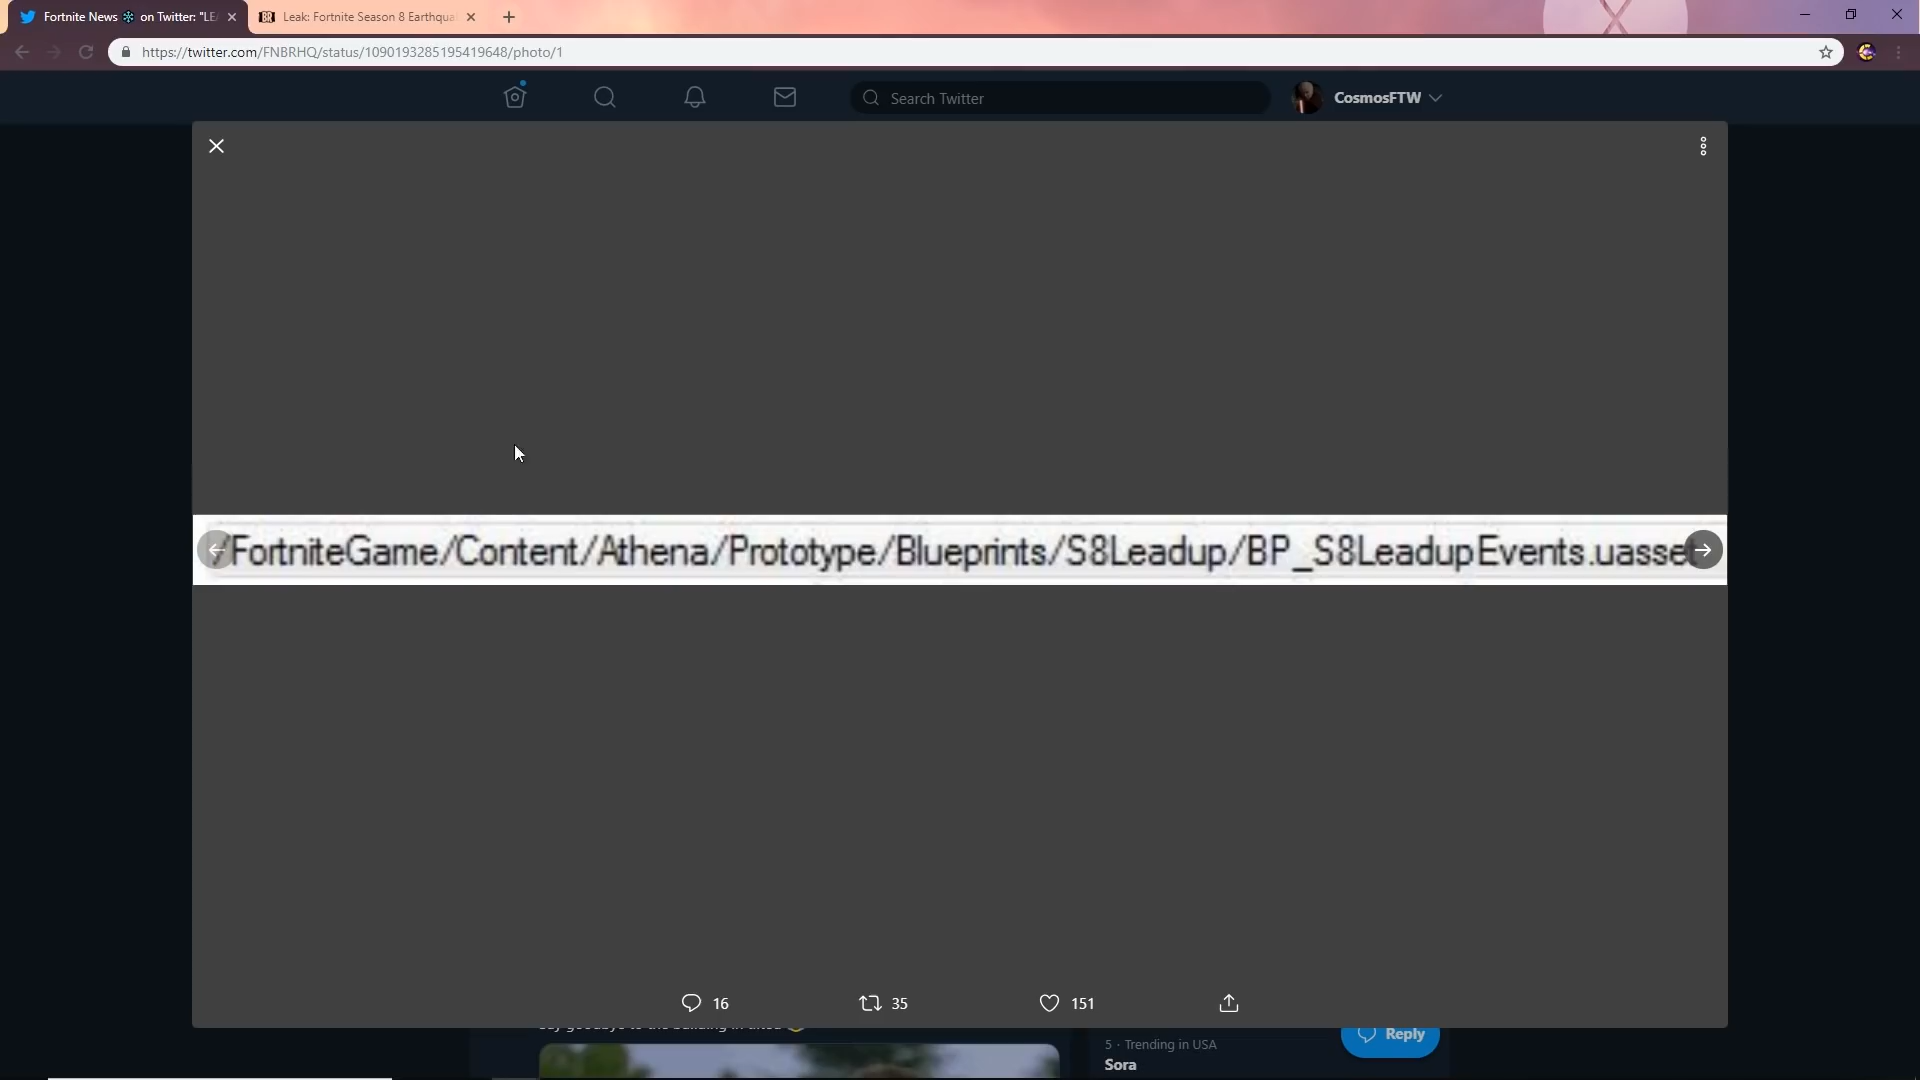 Fortnite News on Twitter: "LE
Leak: Fortnite Season 8 Earthqua
https://twitter.com/FNBRHQ/status/1090193285195419648/photo/1
Search Twitter
CosmosFTW
/FortniteGame/Content/Athena/Prototype/Blueprints/S8Leadup/BP_S8LeadupEvents.uasset
16
35
151
5 · Trending in USA
Sora
Reply